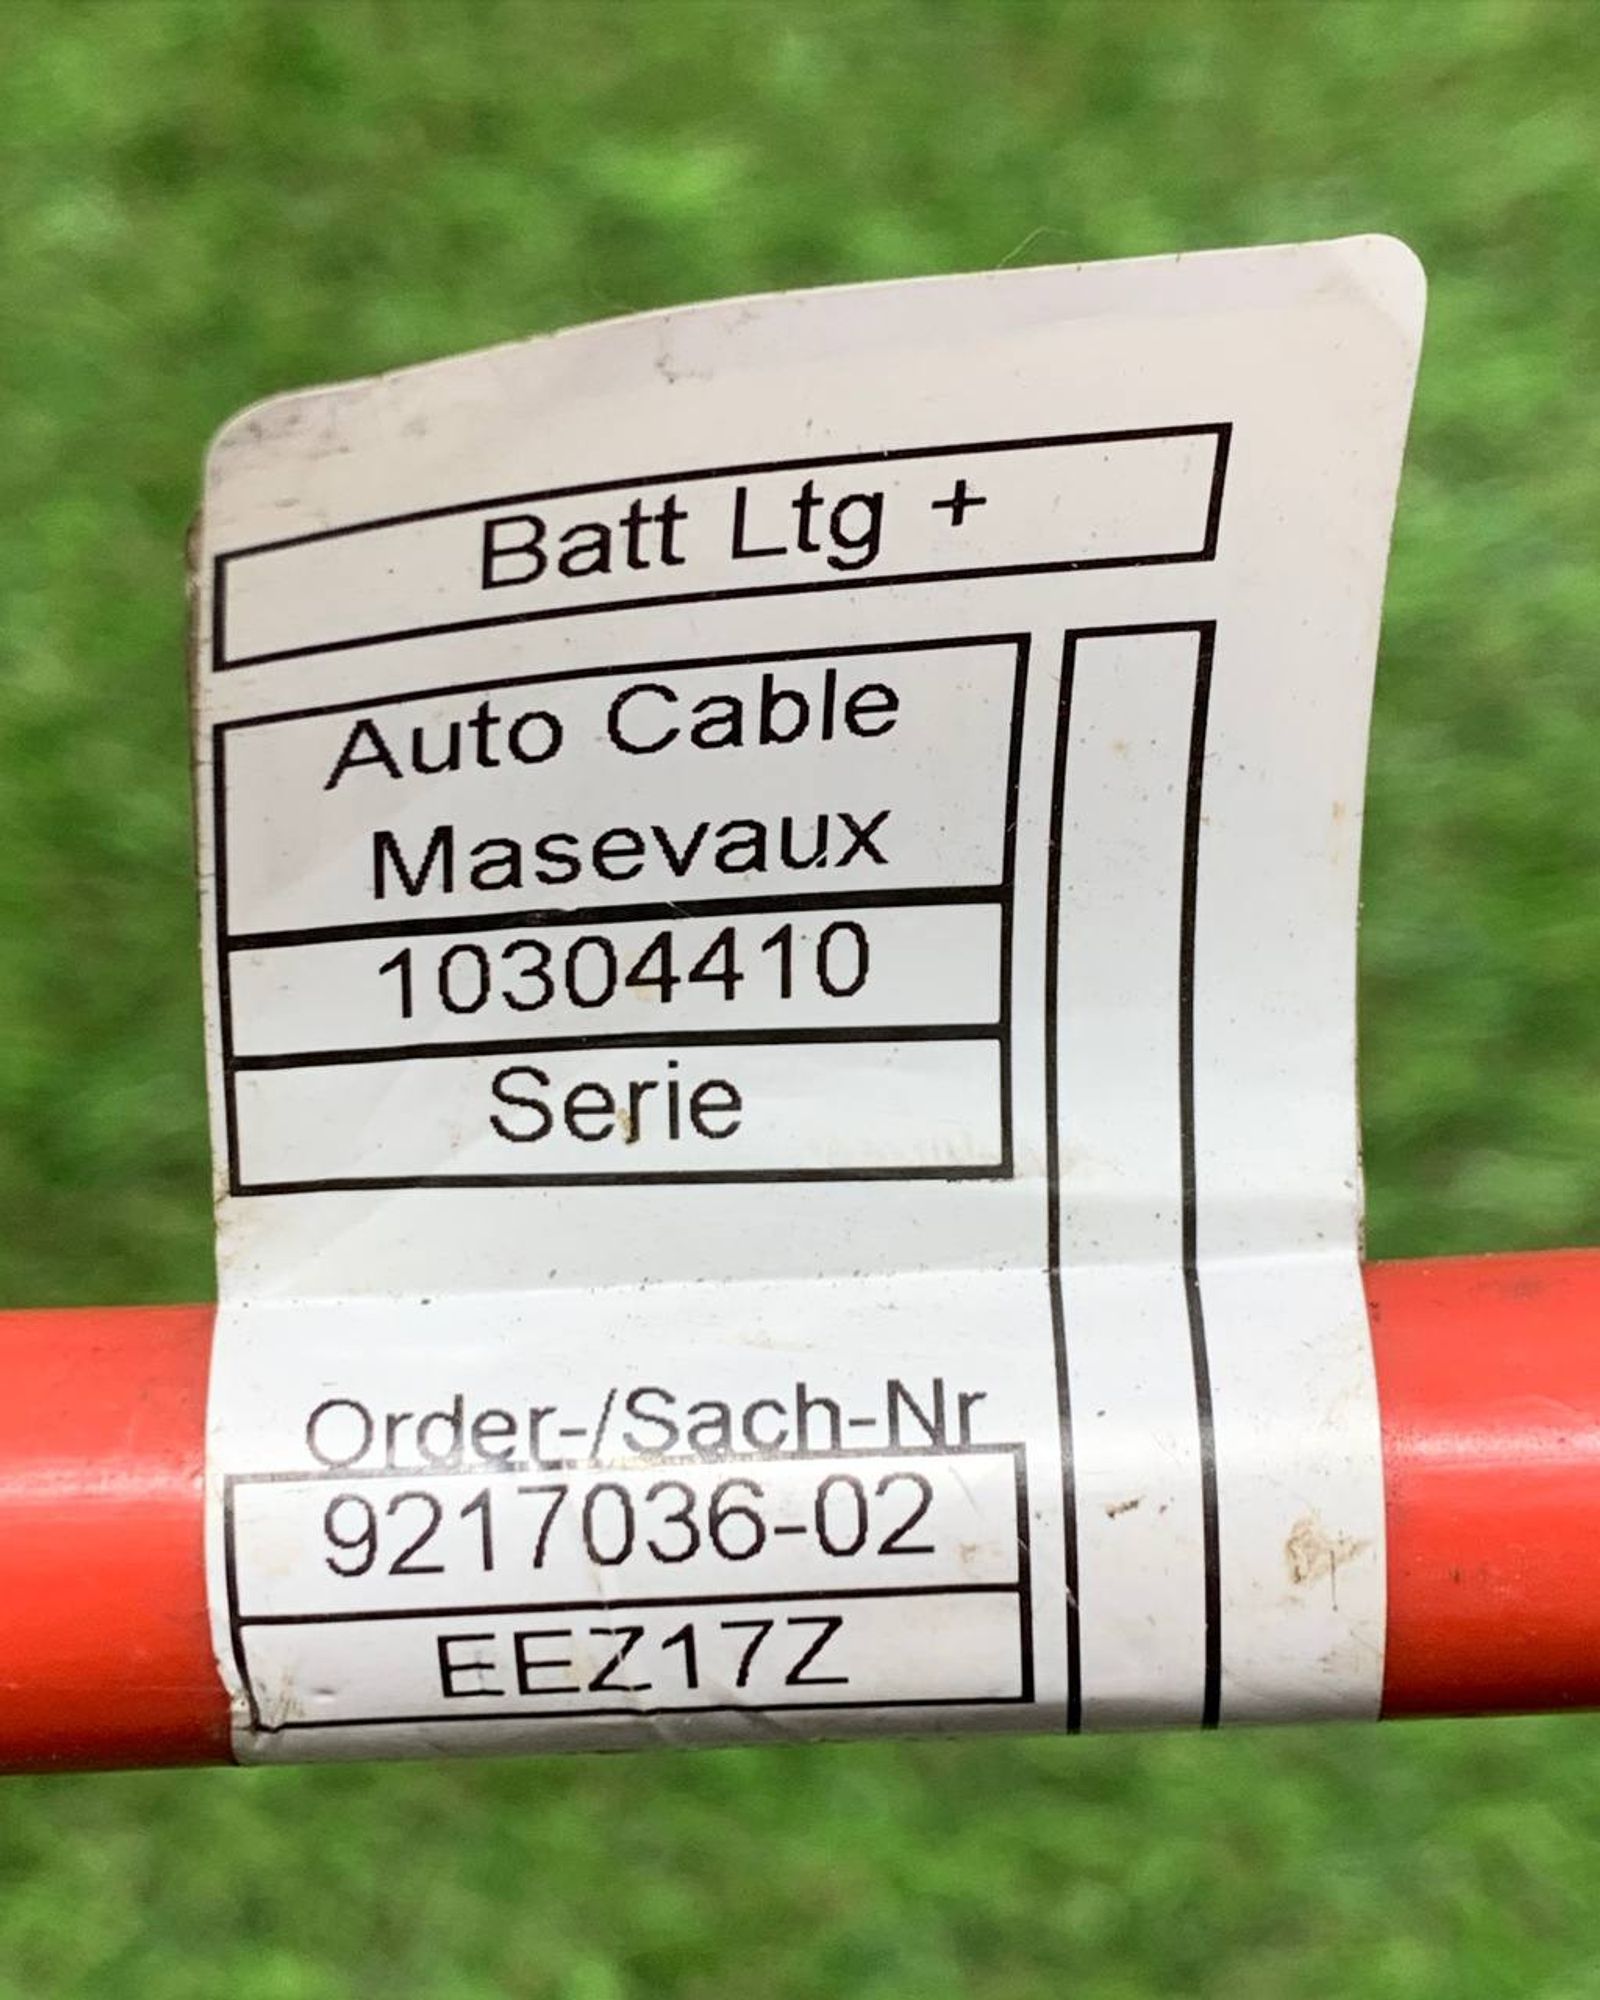 Batt Ltg +
Auto Cable
Masevaux
10304410
Serie
Order-/Sach-Nr
9217036-02
EEZ17Z